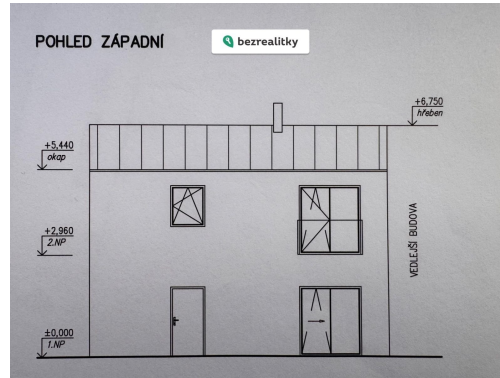 POHLED ZÁPADNÍ
bezrealitky
+6,750
hřeben
+5,440
okap
+2,960
2.NP
VEDLEJŠÍ BUDOVA
±0,000
1.NP